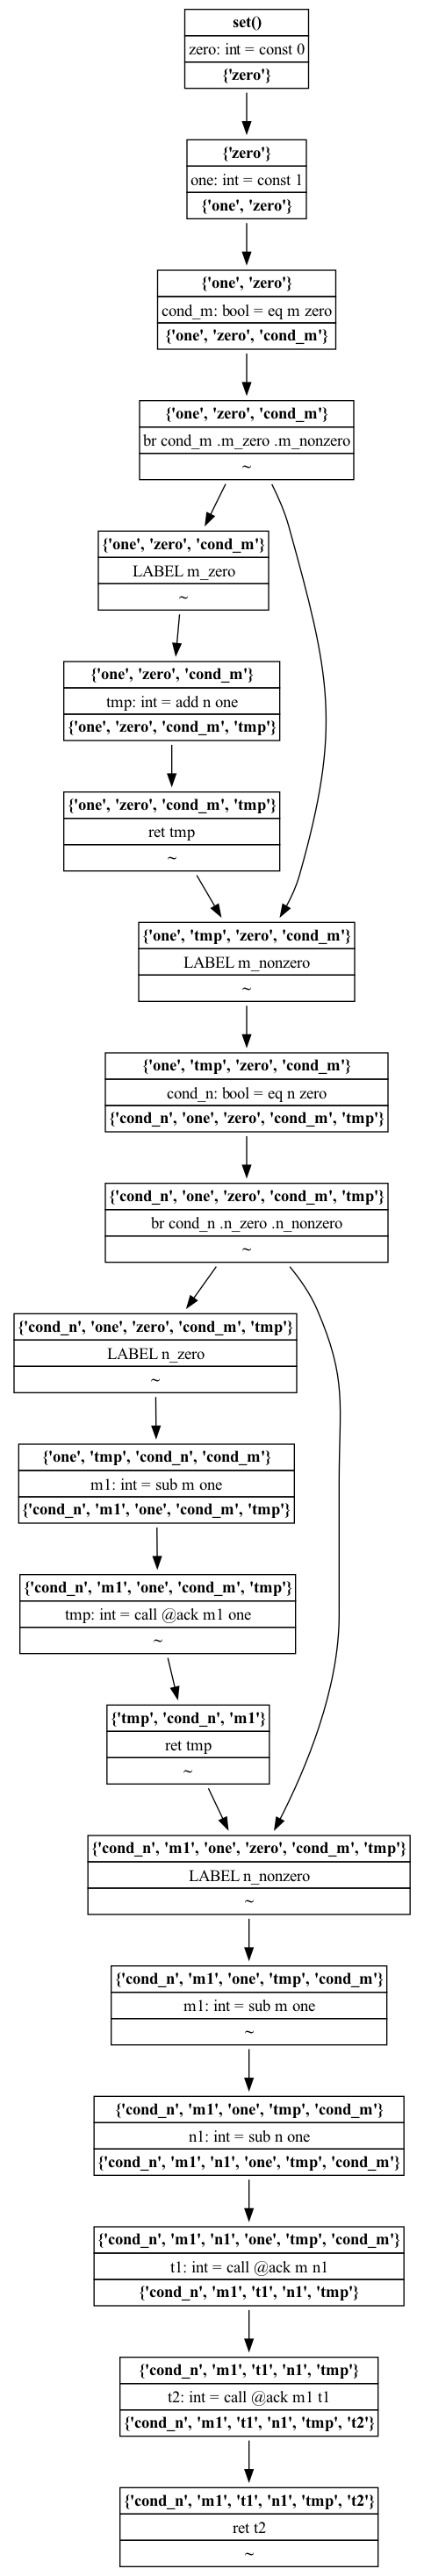 set()
zero: int = const 0
{'zero'}
{'zero'}
one: int = const 1
{'one', 'zero'}
{'one', 'zero'}
cond_m: bool = eq m zero
{'one', 'zero', 'cond_m'}
{'one', 'zero', 'cond_m'}
br cond_m .m_zero .m_nonzero
~
{'one', 'zero', 'cond_m'}
LABEL m_zero
~
{'one', 'zero', 'cond_m'}
tmp: int = add n one
{'one', 'zero', 'cond_m', 'tmp'}
{'one', 'zero', 'cond_m', 'tmp'}
ret tmp
~
{'one', 'tmp', 'zero', 'cond_m'}
LABEL m_nonzero
~
{'one', 'tmp', 'zero', 'cond_m'}
cond_n: bool = eq n zero
{'cond_n', 'one', 'zero', 'cond_m', 'tmp'}
{'cond_n', 'one', 'zero', 'cond_m', 'tmp'}
br cond_n .n_zero .n_nonzero
~
{'cond_n', 'one', 'zero', 'cond_m', 'tmp'}
LABEL n_zero
~
{'one', 'tmp', 'cond_n', 'cond_m'}
m1: int = sub m one
{'cond_n', 'm1', 'one', 'cond_m', 'tmp'}
{'cond_n', 'm1', 'one', 'cond_m', 'tmp'}
tmp: int = call @ack m1 one
~
{'tmp', 'cond_n', 'm1'}
ret tmp
~
{'cond_n', 'm1', 'one', 'zero', 'cond_m', 'tmp'}
LABEL n_nonzero
~
{'cond_n', 'm1', 'one', 'tmp', 'cond_m'}
m1: int = sub m one
~
{'cond_n', 'm1', 'one', 'tmp', 'cond_m'}
n1: int = sub n one
{'cond_n', 'm1', 'n1', 'one', 'tmp', 'cond_m'}
{'cond_n', 'm1', 'n1', 'one', 'tmp', 'cond_m'}
t1: int = call @ack m n1
{'cond_n', 'm1', 't1', 'n1', 'tmp'}
{'cond_n', 'm1', 't1', 'n1', 'tmp'}
t2: int = call @ack m1 t1
{'cond_n', 'm1', 't1', 'n1', 'tmp', 't2'}
{'cond_n', 'm1', 't1', 'n1', 'tmp', 't2'}
ret t2
~